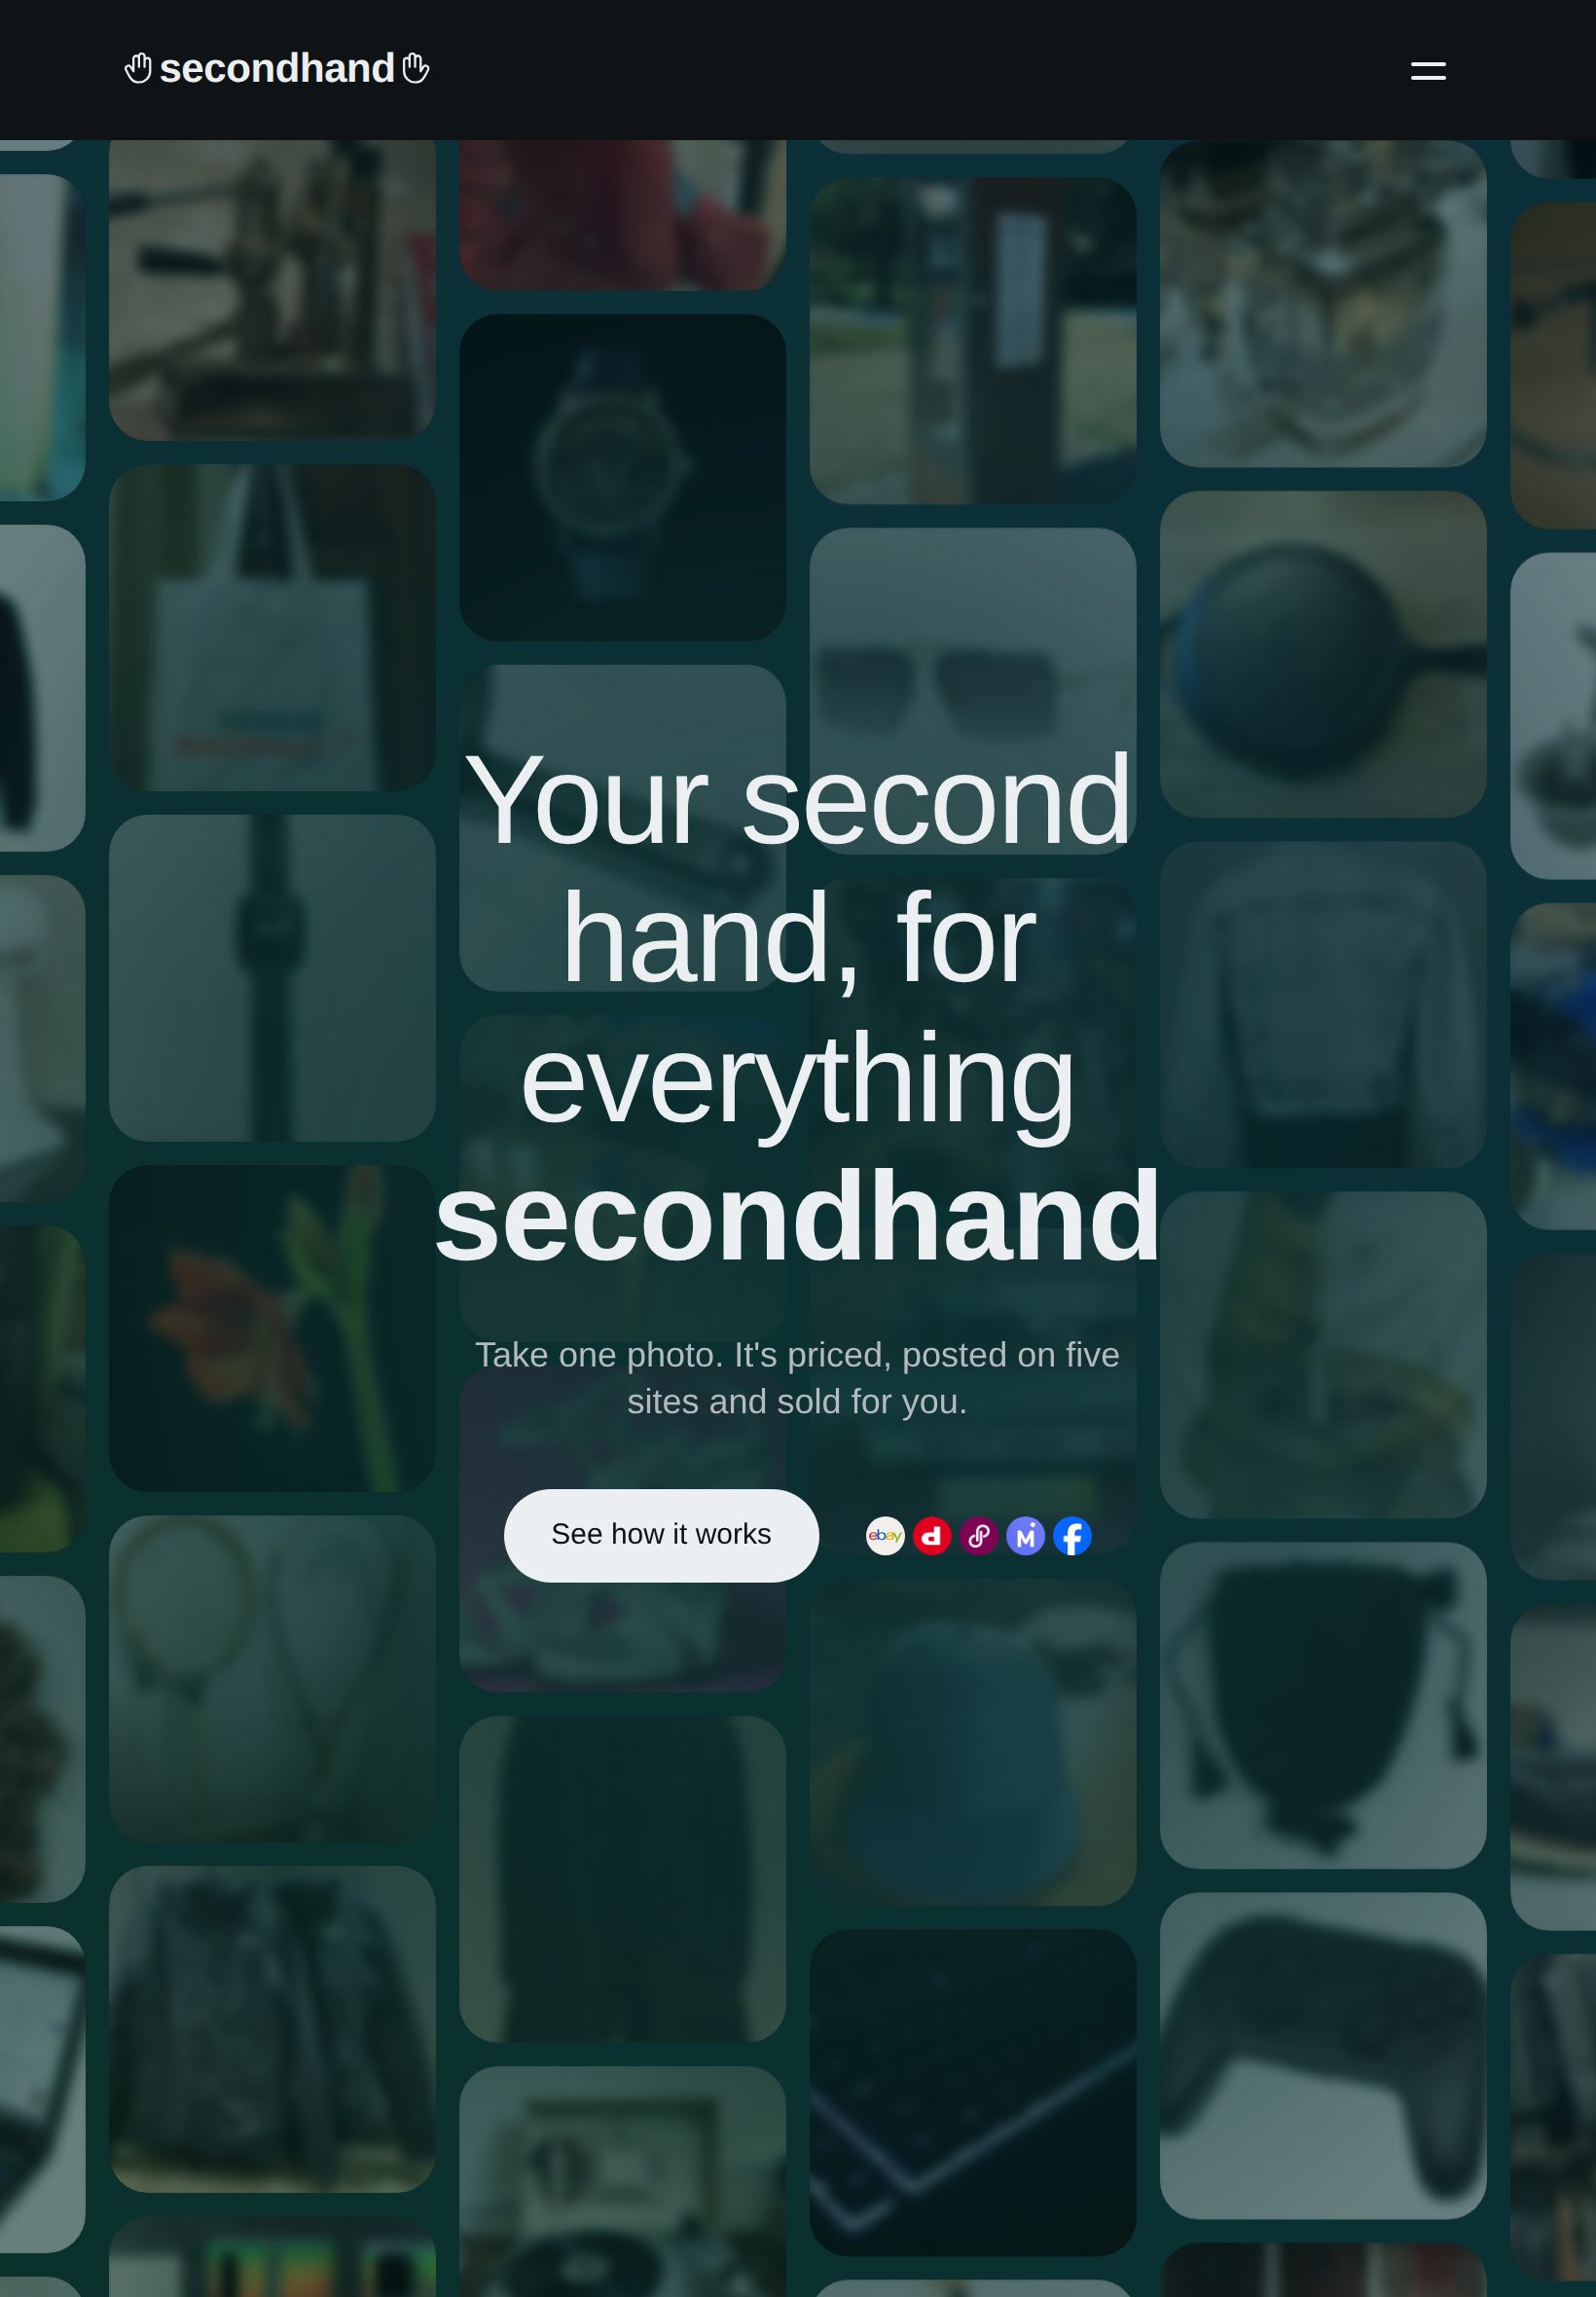 secondhand
Your second
hand, for
everything
secondhand
Take one photo. It's priced, posted on five
sites and sold for you.
See how it works
ebay